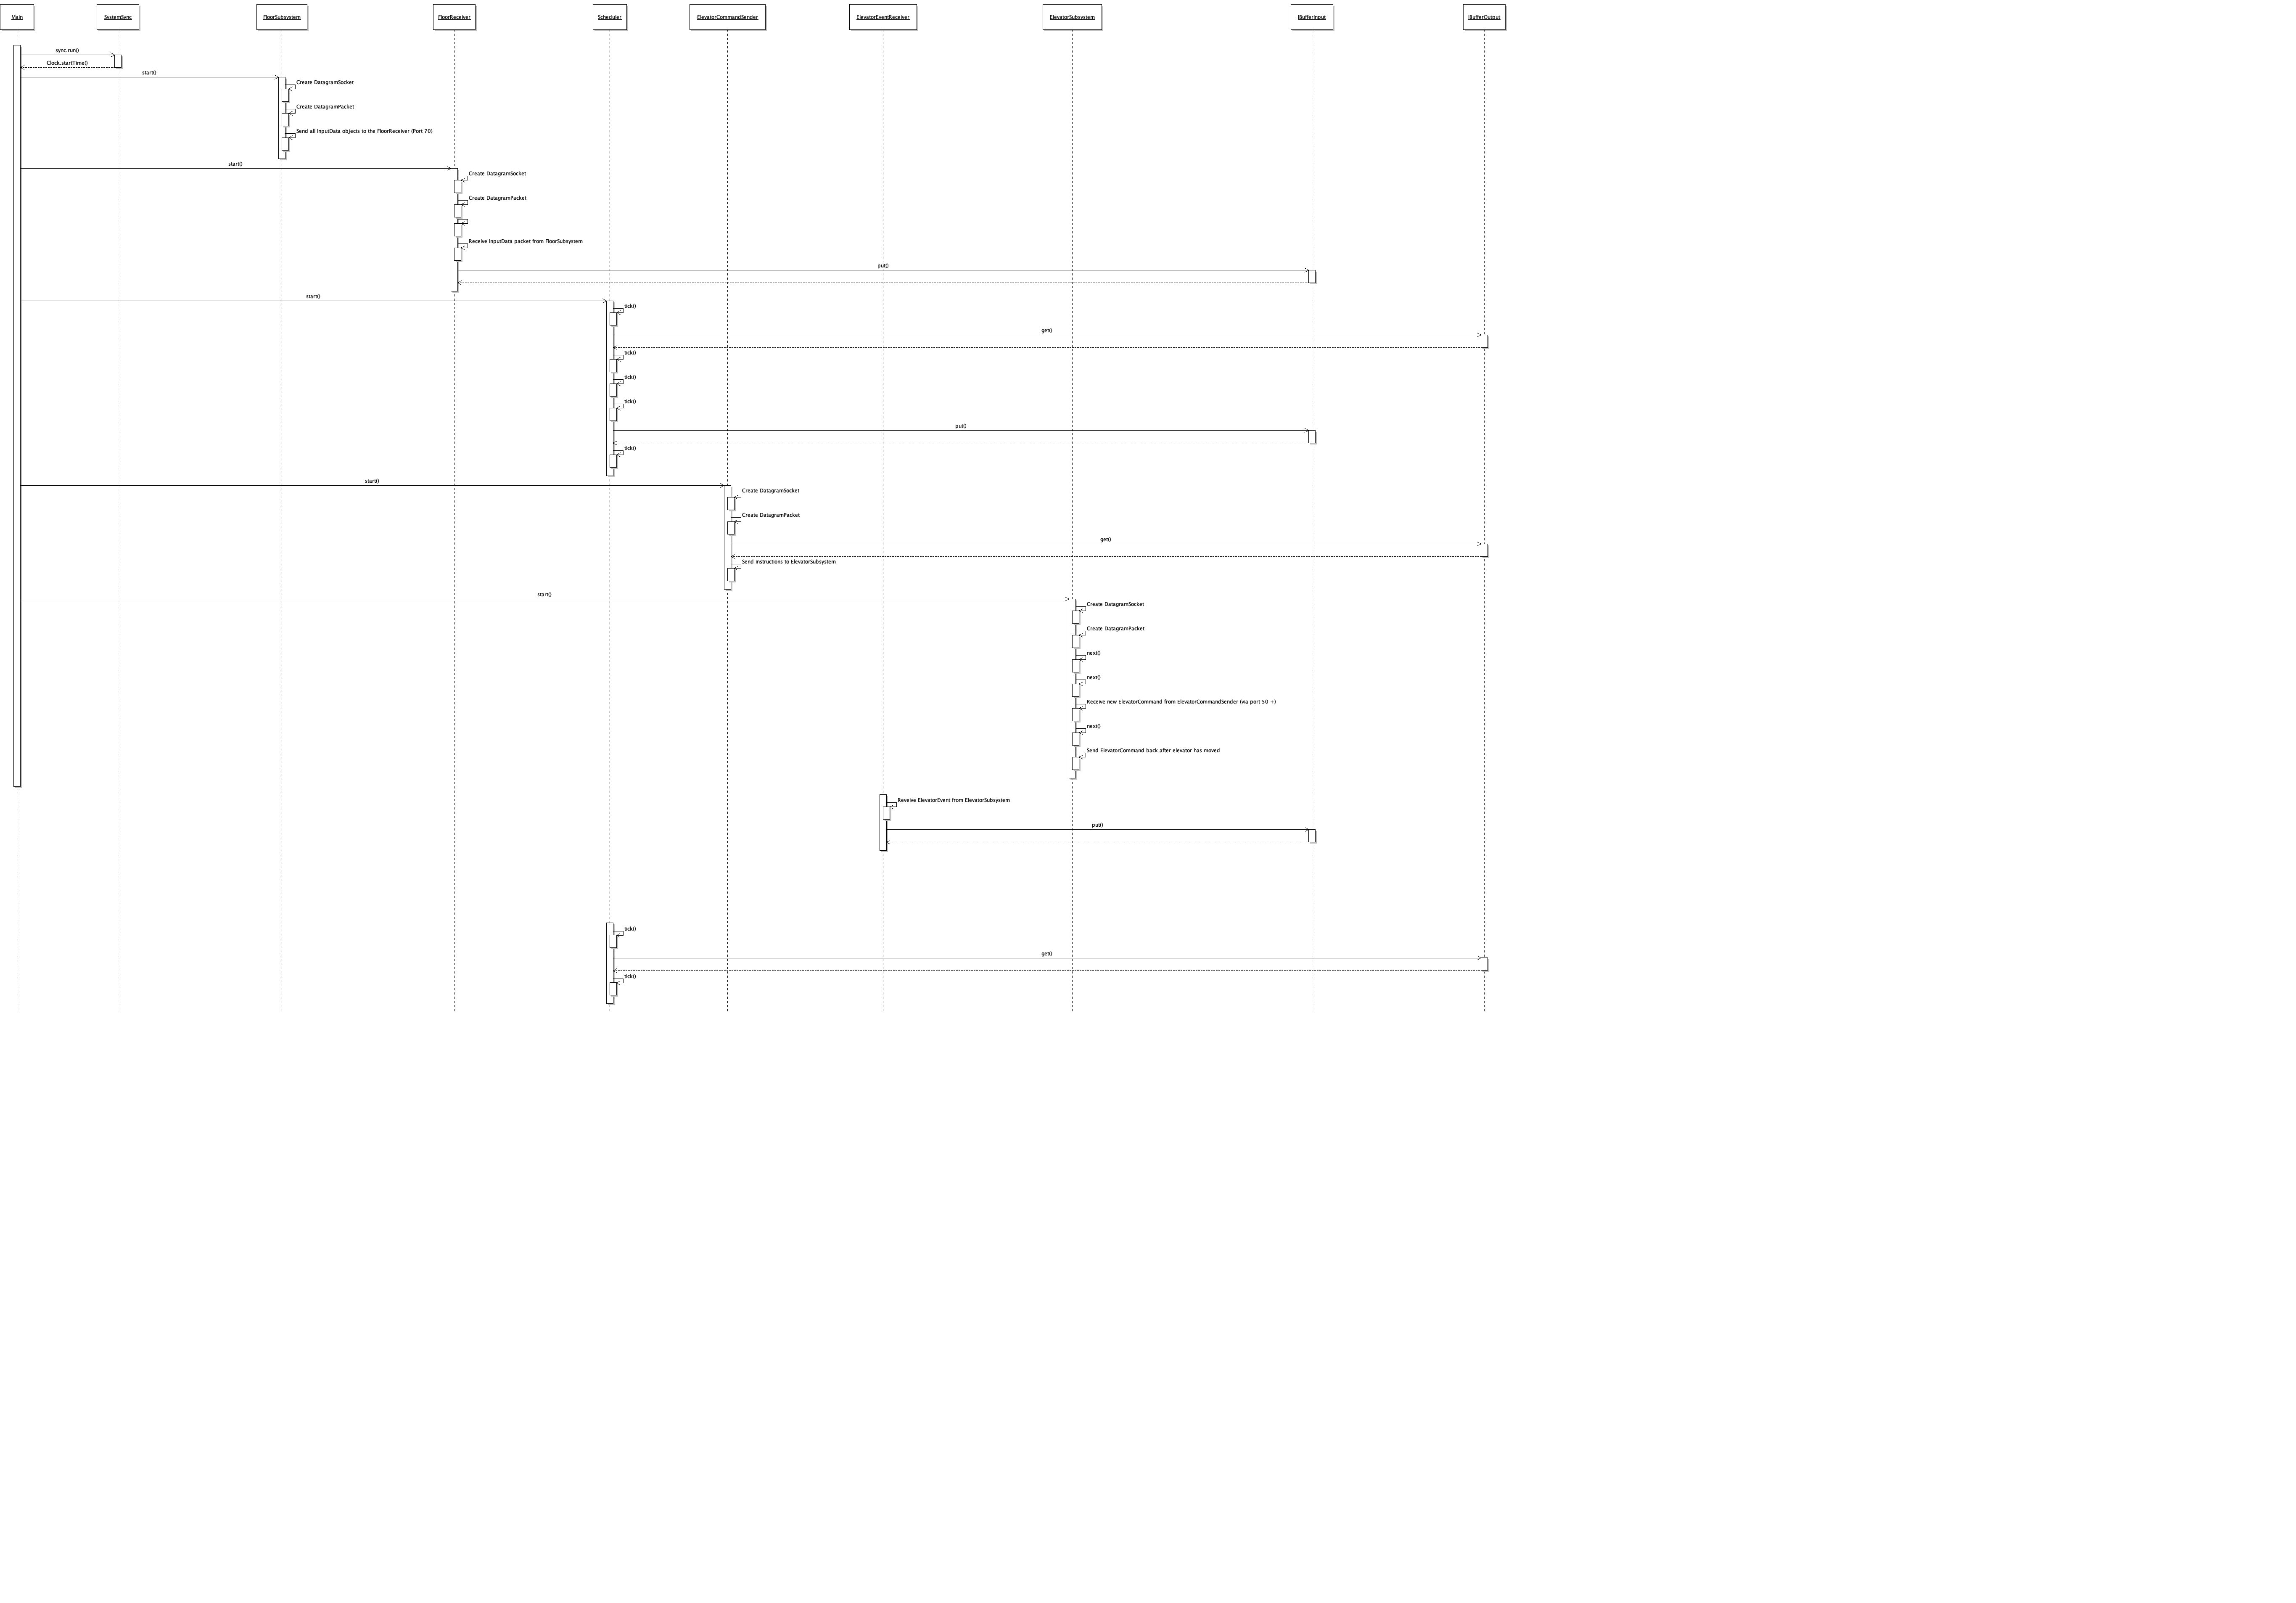 Main
SystemSync
FloorSubsystem
FloorReceiver
Scheduler
ElevatorCommandSender
ElevatorEventReceiver
ElevatorSubsystem
IBufferInput
IBufferOutput
sync.run()
Clock.startTime()
start()
Create DatagramSocket
Create DatagramPacket
Send all InputData objects to the FloorReceiver (Port 70)
start()
Create DatagramSocket
Create DatagramPacket
Receive InputData packet from FloorSubsystem
put()
start()
tick()
get()
tick()
tick()
tick()
put()
tick()
start()
Create DatagramSocket
Create DatagramPacket
get()
Send instructions to ElevatorSubsystem
start()
Create DatagramSocket
Create DatagramPacket
next()
next()
Receive new ElevatorCommand from ElevatorCommandSender (via port 50 +)
next()
Send ElevatorCommand back after elevator has moved
Reveive ElevatorEvent from ElevatorSubsystem
put()
tick()
get()
tick()